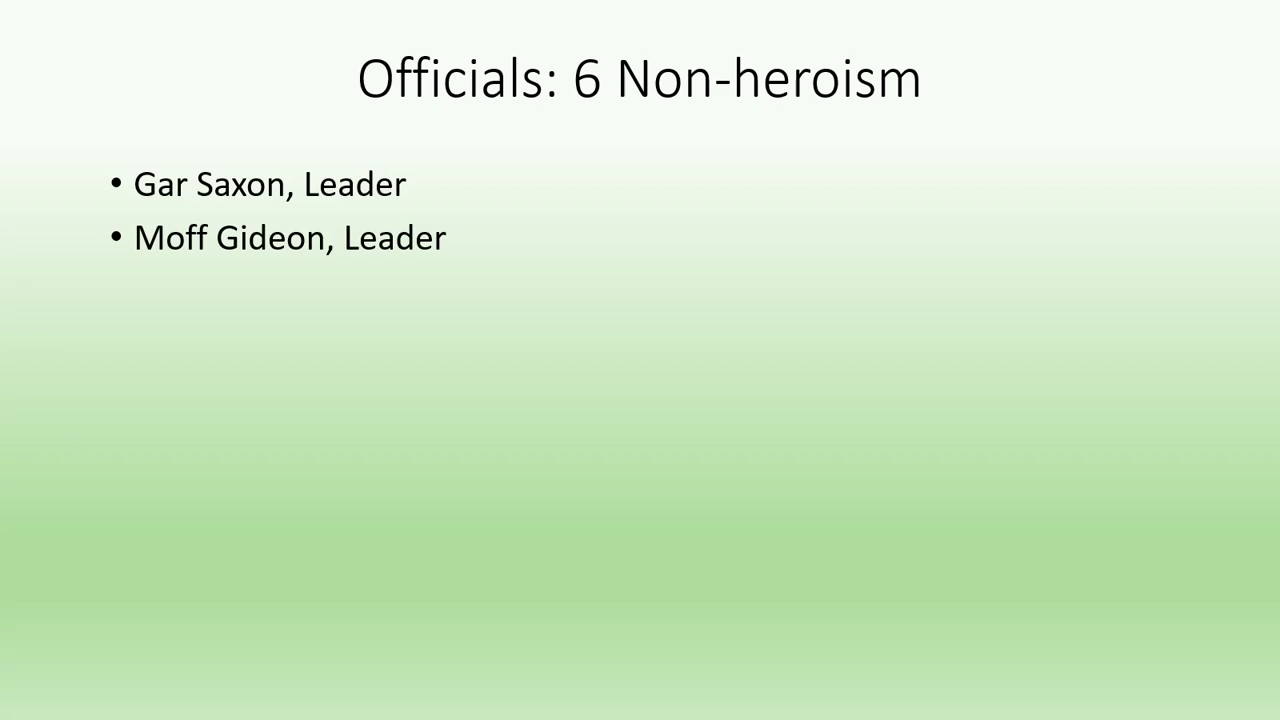 Officials: 6 Non-heroism
• Gar Saxon, Leader
• Moff Gideon, Leader